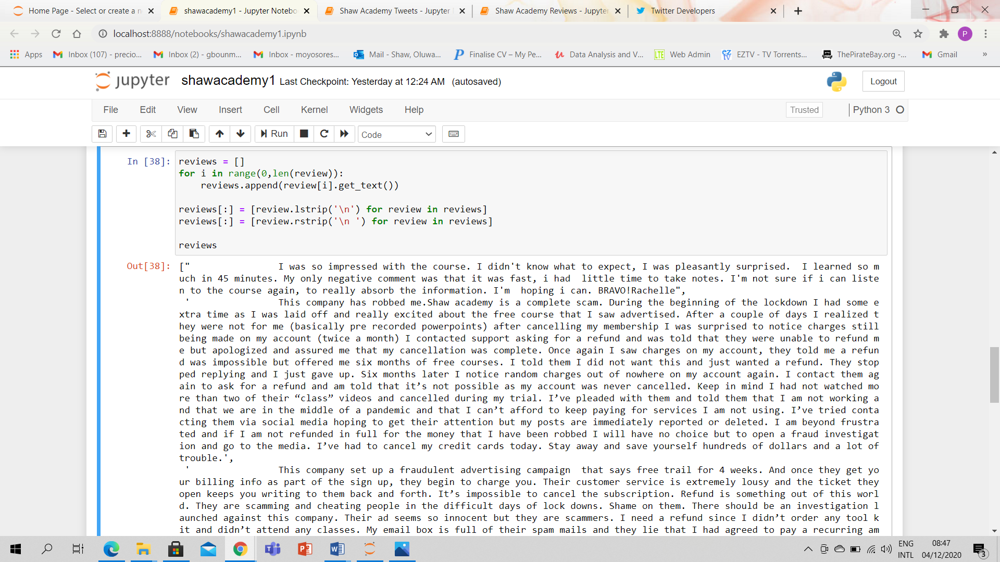 Home Page - Select or create a n
shawacademy1 - Jupyter Notebo
Shaw Academy Tweets - Jupyter
Shaw Academy Reviews - Jupyter
Twitter Developers
localhost:8888/notebooks/shawacademy1.ipynb
P
Apps
Inbox (107) - precio...
Inbox (2) - gbounm...
Inbox - moyosores...
Mail - Shaw, Oluwa...
Finalise CV – My Pe...
Data Analysis and V...
LTE Web Admin
EZTV - TV Torrents...
ThePirateBay.org -...
Gmail
»
jupyter shawacademy1 Last Checkpoint: Yesterday at 12:24 AM (autosaved)
Logout
File Edit View Insert Cell Kernel Widgets Help
Trusted
Python 3
Run
Code
In [38]: reviews = []
for i in range(0,len(review)):
    reviews.append(review[i].get_text())
reviews[:] = [review.lstrip('\n') for review in reviews]
reviews[:] = [review.rstrip('\n ') for review in reviews]
reviews
Out[38]: ["                I was so impressed with the course. I didn't know what to expect, I was pleasantly surprised.  I learned so m
uch in 45 minutes. My only negative comment was that it was fast, i had  little time to take notes. I'm not sure if i can liste
n to the course again, to really absorb the information. I'm  hoping i can. BRAVO!Rachelle",
 '                This company has robbed me.Shaw academy is a complete scam. During the beginning of the lockdown I had some e
xtra time as I was laid off and really excited about the free course that I saw advertised. After a couple of days I realized t
hey were not for me (basically pre recorded powerpoints) after cancelling my membership I was surprised to notice charges still
being made on my account (twice a month) I contacted support asking for a refund and was told that they were unable to refund m
e but apologized and assured me that my cancellation was complete. Once again I saw charges on my account, they told me a refun
d was impossible but offered me six months of free courses. I told them I did not want this and just wanted a refund. They stop
ped replying and I just gave up. Six months later I notice random charges out of nowhere on my account again. I contact them ag
ain to ask for a refund and am told that it’s not possible as my account was never cancelled. Keep in mind I had not watched mo
re than two of their “class” videos and cancelled during my trial. I’ve pleaded with them and told them that I am not working a
nd that we are in the middle of a pandemic and that I can’t afford to keep paying for services I am not using. I’ve tried conta
cting them via social media hoping to get their attention but my posts are immediately reported or deleted. I am beyond frustra
ted and if I am not refunded in full for the money that I have been robbed I will have no choice but to open a fraud investigat
ion and go to the media. I’ve had to cancel my credit cards today. Stay away and save yourself hundreds of dollars and a lot of
trouble.',
 '                This company set up a fraudulent advertising campaign  that says free trail for 4 weeks. And once they get yo
ur billing info as part of the sign up, they begin to charge you. Their customer service is extremely lousy and the ticket they
open keeps you writing to them back and forth. It’s impossible to cancel the subscription. Refund is something out of this worl
d. They are scamming and cheating people in the difficult days of lock downs. Shame on them. There should be an investigation l
aunched against this company. Their ad seems so innocent but they are scammers. I need a refund since I didn’t order any tool k
it and didn’t attend any classes. My email box is full of their spam mails and they lie that I had agreed to pay a recurring am
ENG
INTL
08:47
04/12/2020
3